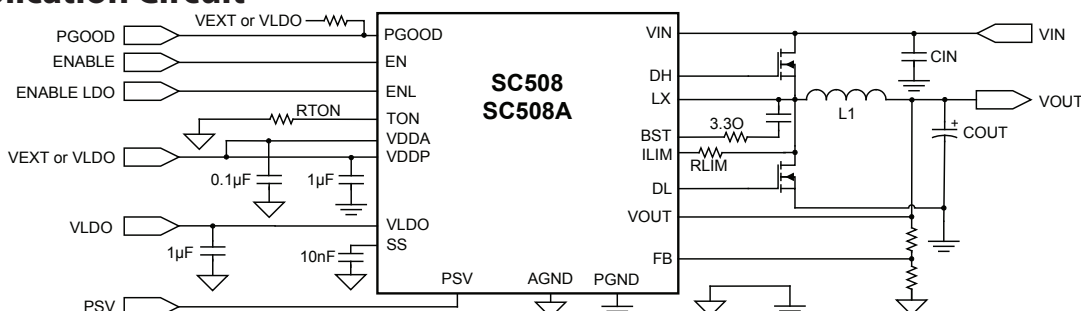 VEXT or VLDO
PGOOD
PGOOD
ENABLE
EN
ENABLE LDO
ENL
RTON
TON
VDDA
VEXT or VLDO
VDDP
0.1µF
1µF
VLDO
VLDO
1µF
SS
10nF
PSV
PSV
AGND
PGND
SC508
SC508A
VIN
VIN
CIN
DH
LX
L1
VOUT
BST
3.3O
+
COUT
ILIM
RLIM
DL
VOUT
FB